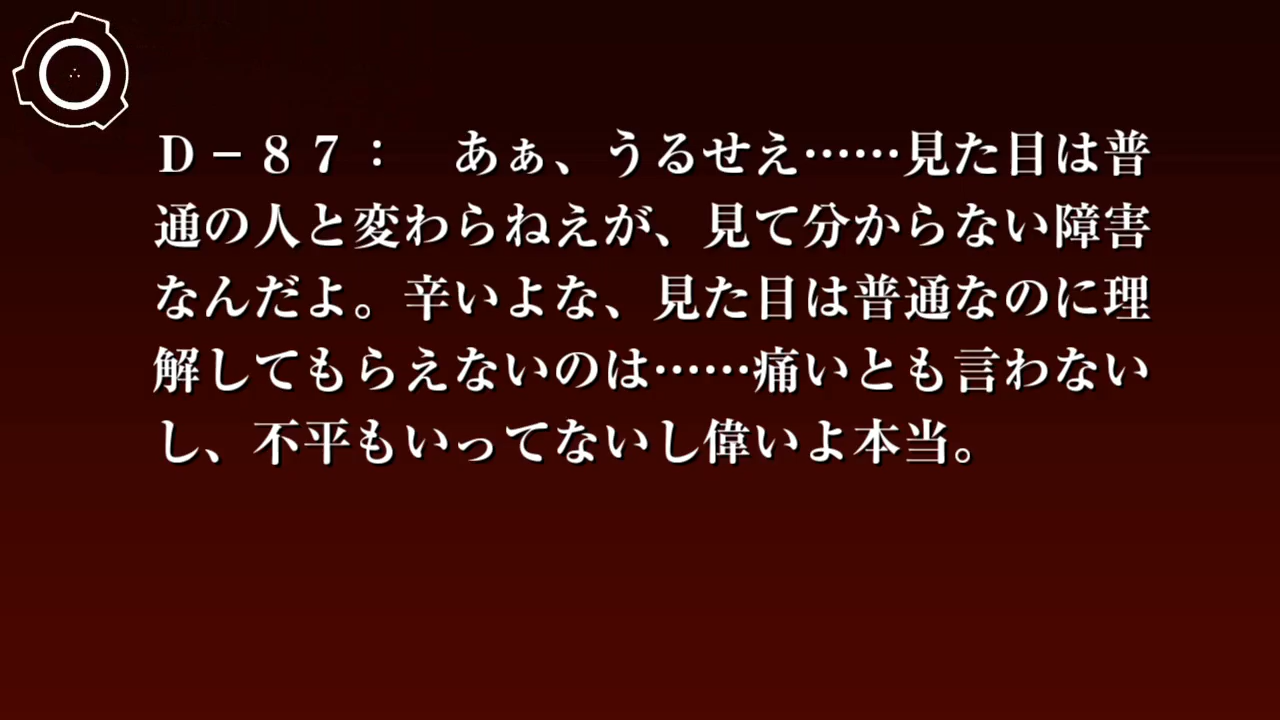 Ｄ－８７：　あぁ、うるせえ……見た目は普
通の人と変わらねえが、見て分からない障害
なんだよ。辛いよな、見た目は普通なのに理
解してもらえないのは……痛いとも言わない
し、不平もいってないし偉いよ本当。